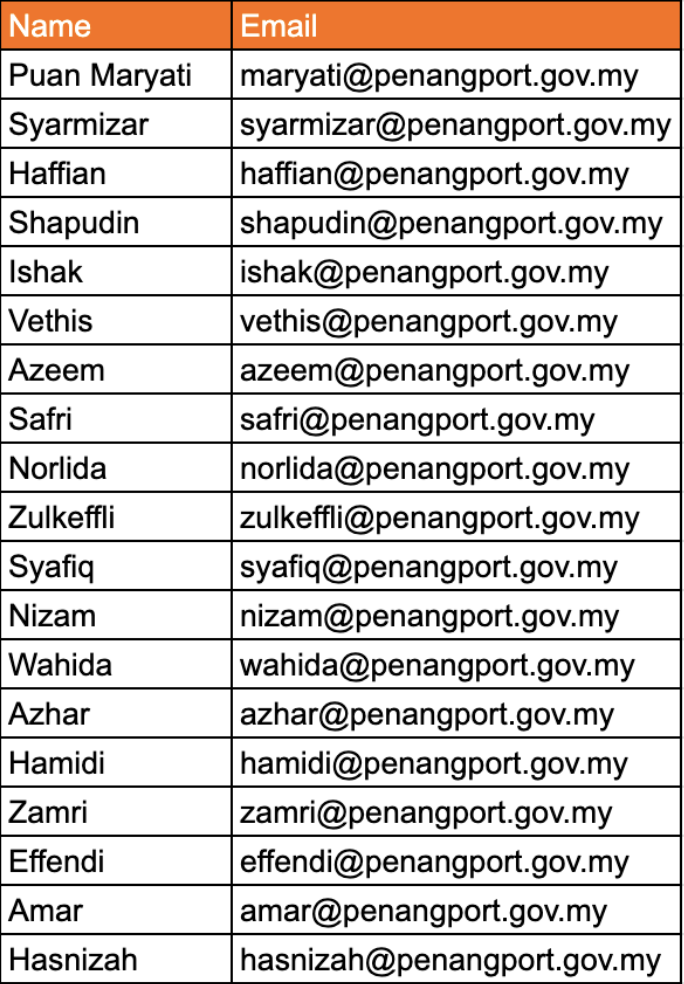 Name Email
Puan Maryati maryati@penangport.gov.my
Syarmizar syarmizar@penangport.gov.my
Haffian haffian@penangport.gov.my
Shapudin shapudin@penangport.gov.my
Ishak ishak@penangport.gov.my
Vethis vethis@penangport.gov.my
Azeem azeem@penangport.gov.my
Safri safri@penangport.gov.my
Norlida norlida@penangport.gov.my
Zulkeffli zulkeffli@penangport.gov.my
Syafiq syafiq@penangport.gov.my
Nizam nizam@penangport.gov.my
Wahida wahida@penangport.gov.my
Azhar azhar@penangport.gov.my
Hamidi hamidi@penangport.gov.my
Zamri zamri@penangport.gov.my
Effendi effendi@penangport.gov.my
Amar amar@penangport.gov.my
Hasnizah hasnizah@penangport.gov.my